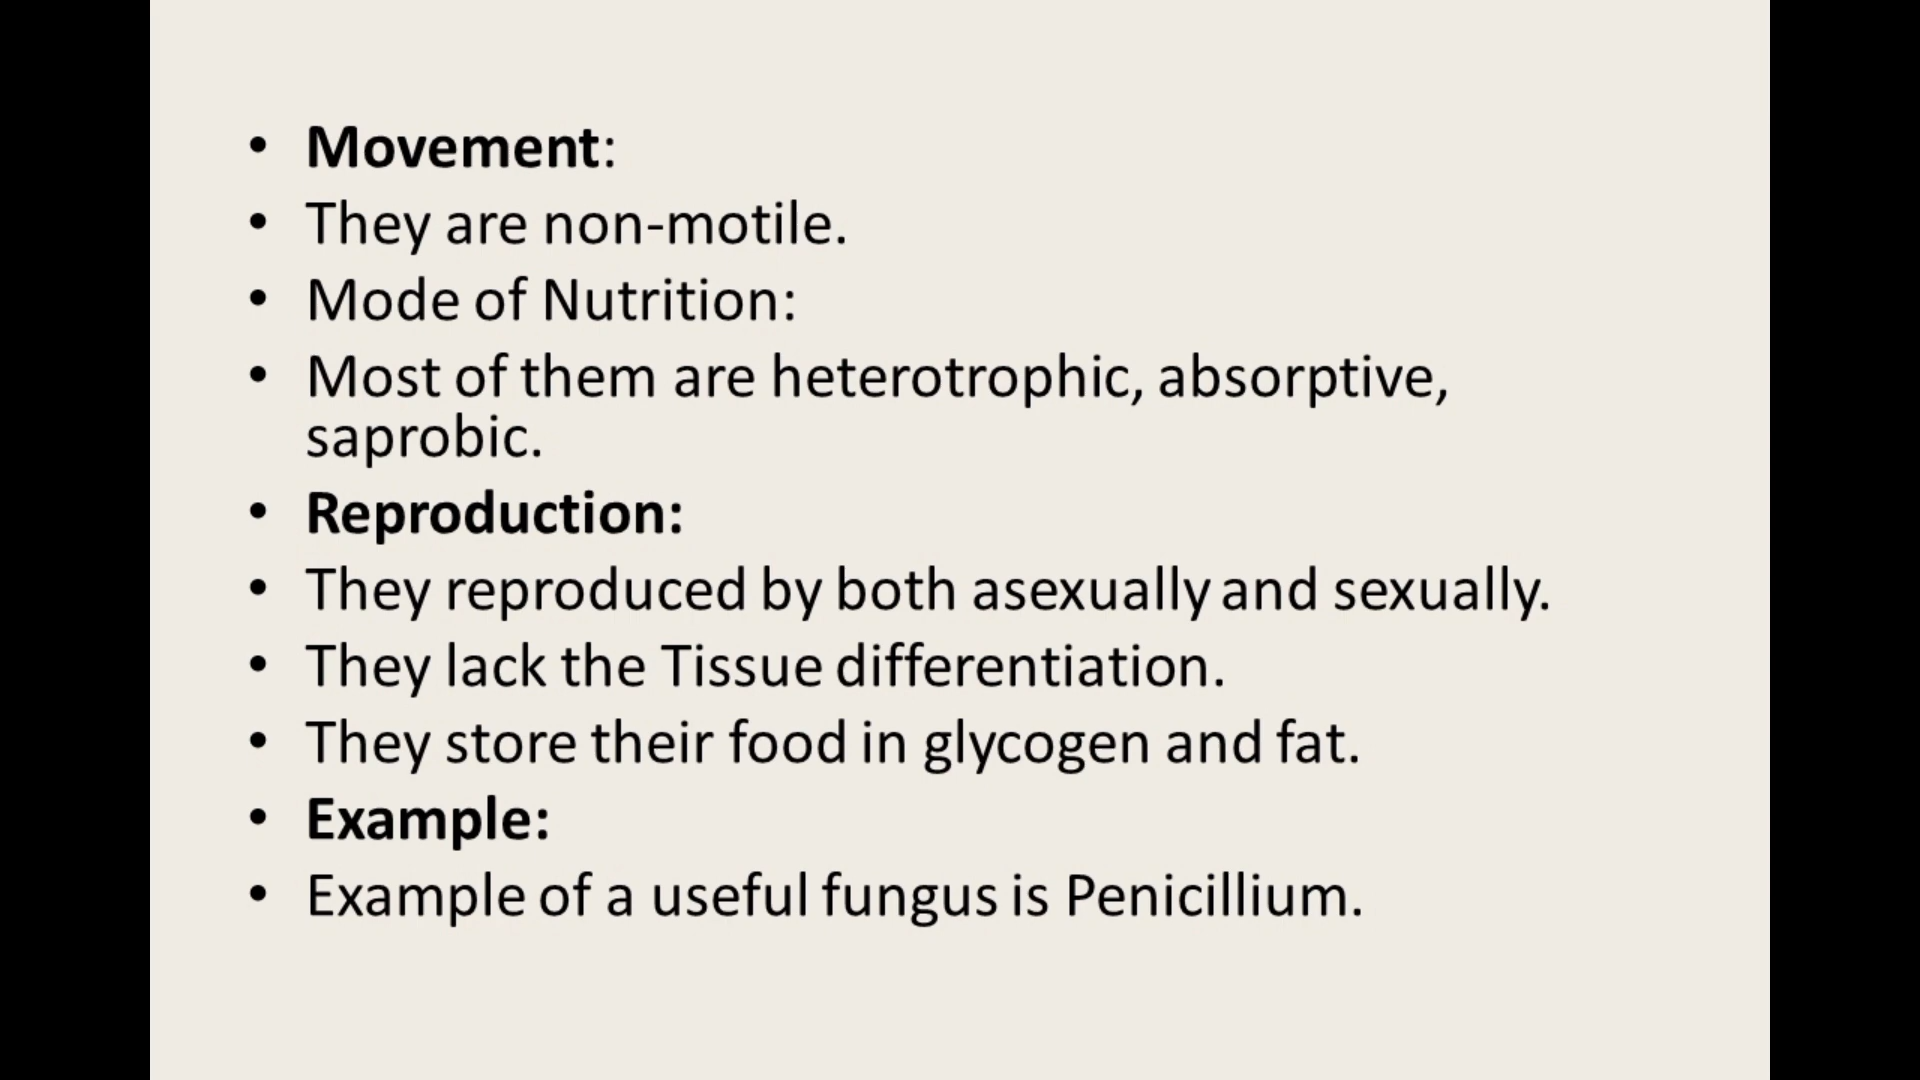 • Movement:
• They are non-motile.
• Mode of Nutrition:
• Most of them are heterotrophic, absorptive,
saprobic.
• Reproduction:
• They reproduced by both asexually and sexually.
• They lack the Tissue differentiation.
• They store their food in glycogen and fat.
• Example:
• Example of a useful fungus is Penicillium.